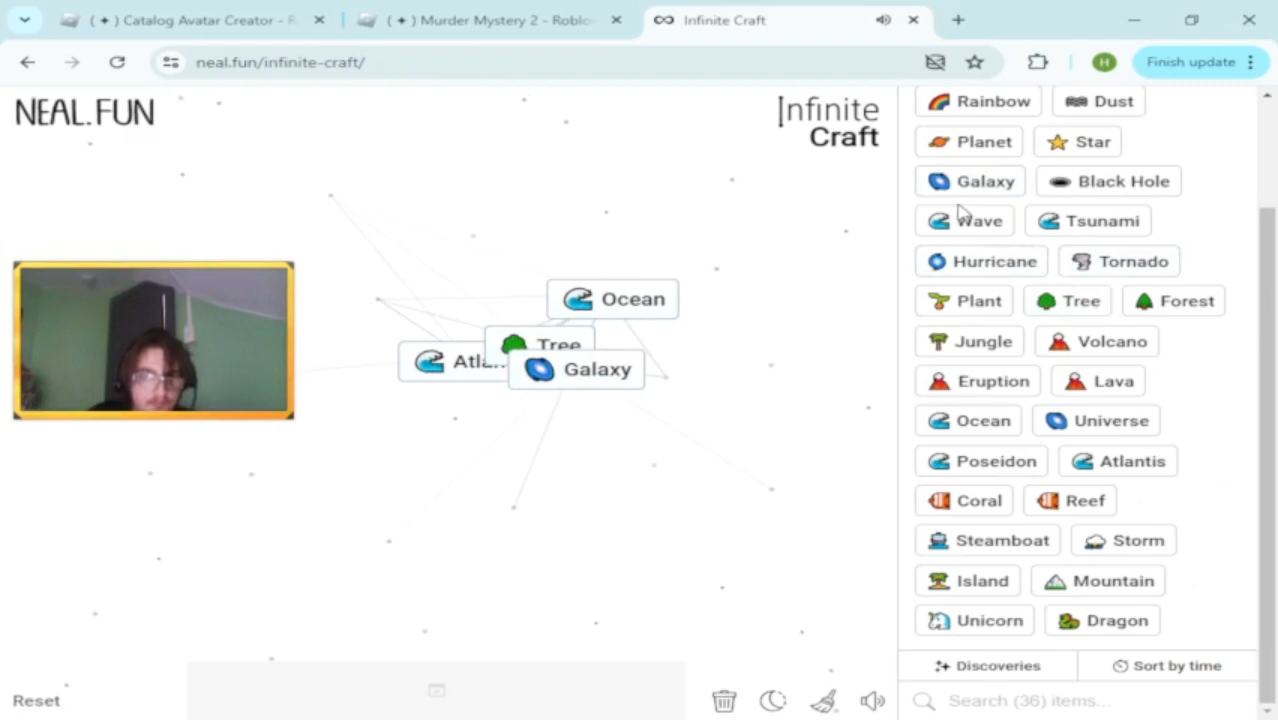 ( + ) Catalog Avatar Creator - R
( + ) Murder Mystery 2 - Roblo
Infinite Craft
neal.fun/infinite-craft/
H
Finish update
NEAL.FUN
Infinite
Craft
Rainbow Dust
Planet Star
Galaxy Black Hole
Wave Tsunami
Hurricane Tornado
Plant Tree Forest
Jungle Volcano
Eruption Lava
Ocean Universe
Poseidon Atlantis
Coral Reef
Steamboat Storm
Island Mountain
Unicorn Dragon
Ocean
Tree
Atlan
Galaxy
Discoveries Sort by time
Reset
Search (36) items...